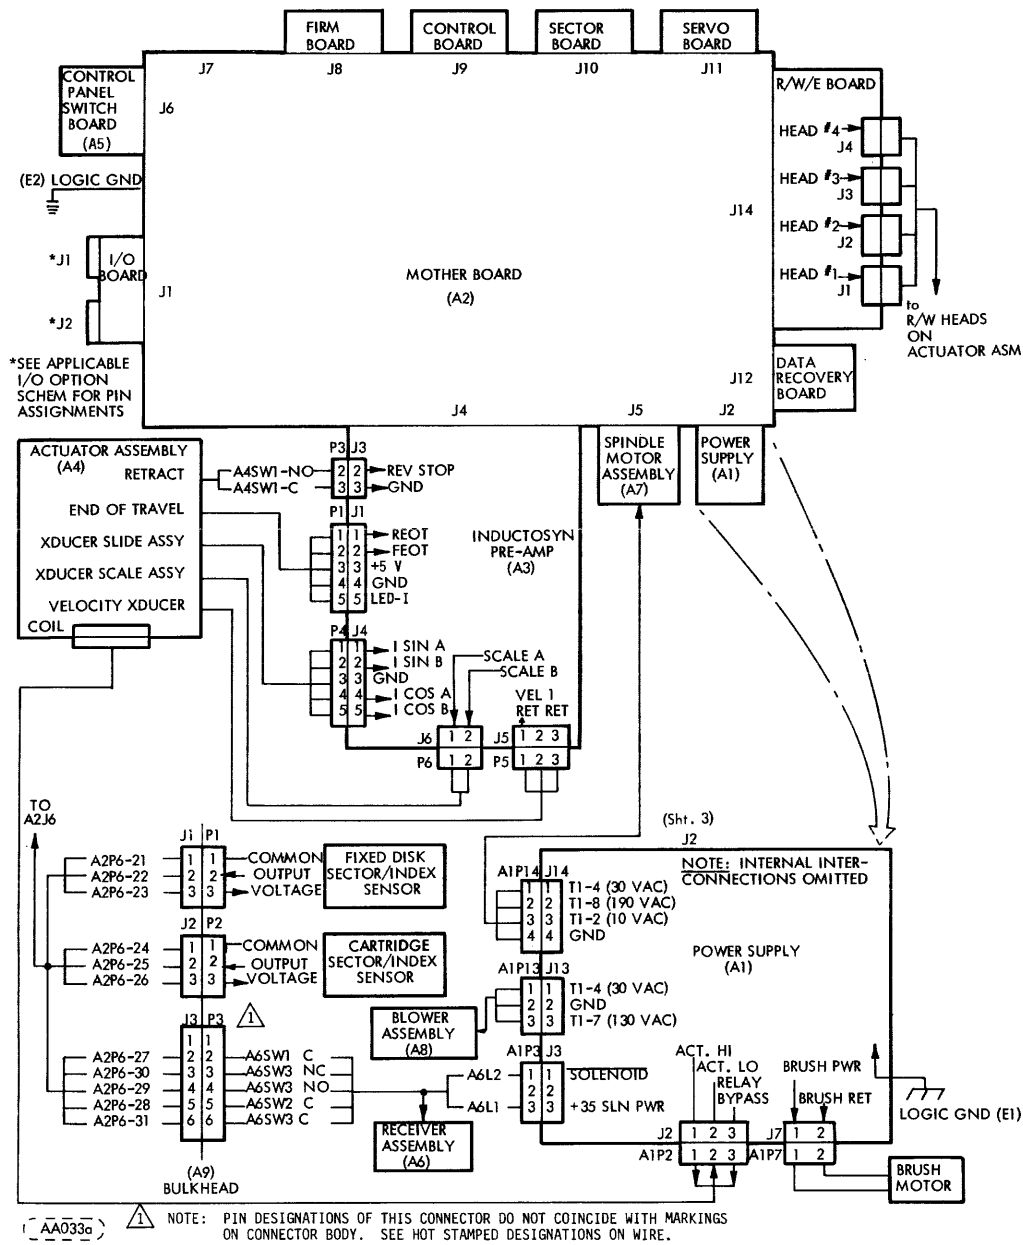 FIRM
BOARD
CONTROL
BOARD
SECTOR
BOARD
SERVO
BOARD
J7
J8
J9
J10
J11
CONTROL
PANEL
SWITCH
BOARD
(A5)
J6
R/W/E BOARD
HEAD #4
J4
HEAD #3
J3
HEAD #2
J2
HEAD #1
J1
J14
to
R/W HEADS
ON
ACTUATOR ASM
(E2) LOGIC GND
*J1
I/O
BOARD
J1
*J2
MOTHER BOARD
(A2)
*SEE APPLICABLE
I/O OPTION
SCHEM FOR PIN
ASSIGNMENTS
J12
DATA
RECOVERY
BOARD
J4
J5
J2
SPINDLE
MOTOR
ASSEMBLY
(A7)
POWER
SUPPLY
(A1)
ACTUATOR ASSEMBLY
(A4)
RETRACT
END OF TRAVEL
XDUCER SLIDE ASSY
XDUCER SCALE ASSY
VELOCITY XDUCER
COIL
P3 J3
A4SW1-NO 2 2 REV STOP
A4SW1-C 3 3 GND
P1 J1
1 1 REOT
2 2 FEOT
3 3 +5 V
4 4 GND
5 5 LED-I
INDUCTOSYN
PRE-AMP
(A3)
P4 J4
1 1 I SIN A
2 2 I SIN B
3 3 GND
4 4 I COS A
5 5 I COS B
SCALE A
SCALE B
VEL 1
RET RET
J6 1 2
P6 1 2
J5 1 2 3
P5 1 2 3
TO
A2J6
J1 P1
A2P6-21 1 1 COMMON
A2P6-22 2 2 OUTPUT
A2P6-23 3 3 VOLTAGE
FIXED DISK
SECTOR/INDEX
SENSOR
J2 P2
A2P6-24 1 1 COMMON
A2P6-25 2 2 OUTPUT
A2P6-26 3 3 VOLTAGE
CARTRIDGE
SECTOR/INDEX
SENSOR
J3 P3
1
1 1
A2P6-27 2 2 A6SW1 C
A2P6-30 3 3 A6SW3 NC
A2P6-29 4 4 A6SW3 NO
A2P6-28 5 5 A6SW2 C
A2P6-31 6 6 A6SW3 C
(A9)
BULKHEAD
RECEIVER
ASSEMBLY
(A6)
BLOWER
ASSEMBLY
(A8)
(Sht. 3)
J2
NOTE: INTERNAL INTER-
CONNECTIONS OMITTED
A1P14 J14
1 1 T1-4 (30 VAC)
2 2 T1-8 (190 VAC)
3 3 T1-2 (10 VAC)
4 4 GND
POWER SUPPLY
(A1)
A1P13 J13
1 1 T1-4 (30 VAC)
2 2 GND
3 3 T1-7 (130 VAC)
A1P3 J3
A6L2 1 1 SOLENOID
2 2
A6L1 3 3 +35 SLN PWR
ACT. HI
ACT. LO
RELAY
BYPASS
BRUSH PWR
BRUSH RET
LOGIC GND (E1)
J2 1 2 3
A1P2 1 2 3
J7 1 2
A1P7 1 2
BRUSH
MOTOR
AA033a
1 NOTE: PIN DESIGNATIONS OF THIS CONNECTOR DO NOT COINCIDE WITH MARKINGS
ON CONNECTOR BODY. SEE HOT STAMPED DESIGNATIONS ON WIRE.